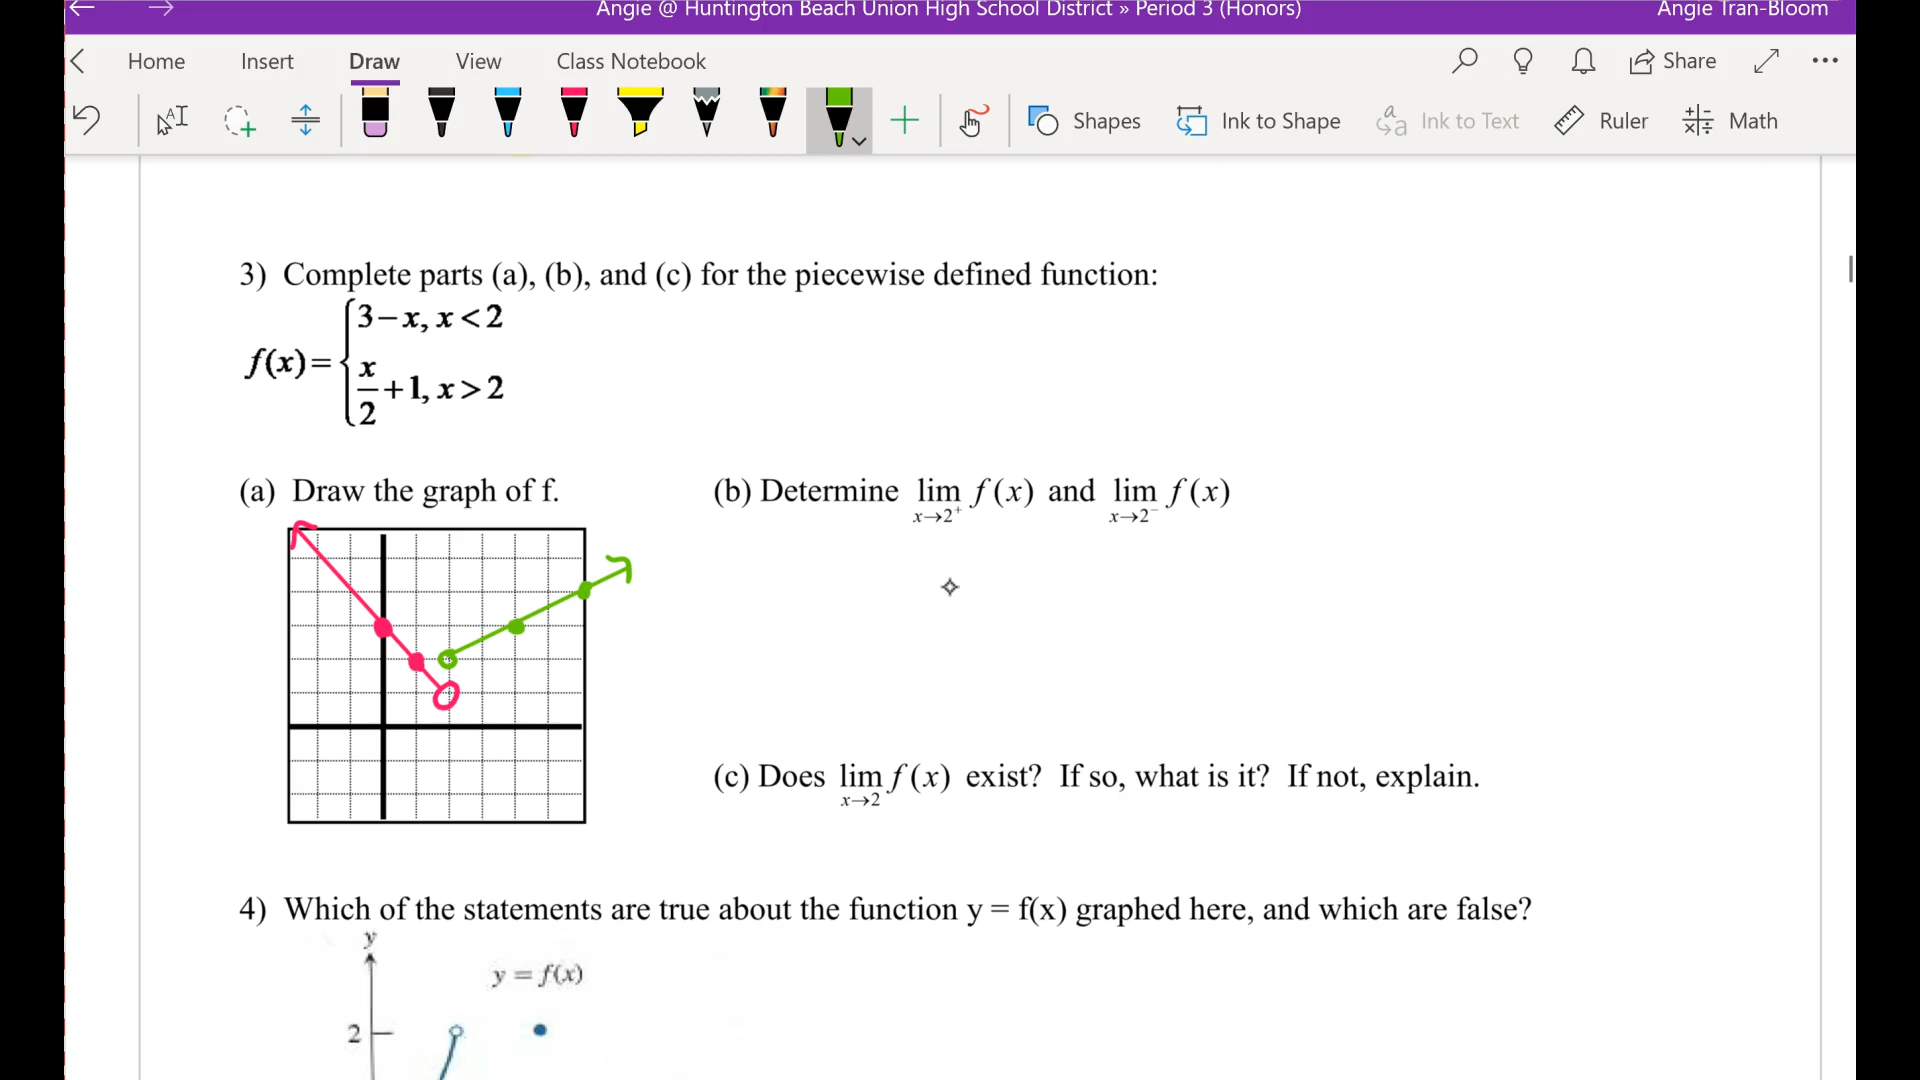 Angie @ Huntington Beach Union High School District » Period 3 (Honors) Angie Tran-Bloom
Home Insert Draw View Class Notebook Share
Shapes Ink to Shape Ink to Text Ruler Math
3) Complete parts (a), (b), and (c) for the piecewise defined function:
f(x) = { 3 − x, x < 2
x/2 + 1, x > 2
(a) Draw the graph of f.
(b) Determine lim x→2⁺ f(x) and lim x→2⁻ f(x)
(c) Does lim x→2 f(x) exist? If so, what is it? If not, explain.
4) Which of the statements are true about the function y = f(x) graphed here, and which are false?
y
y = f(x)
2